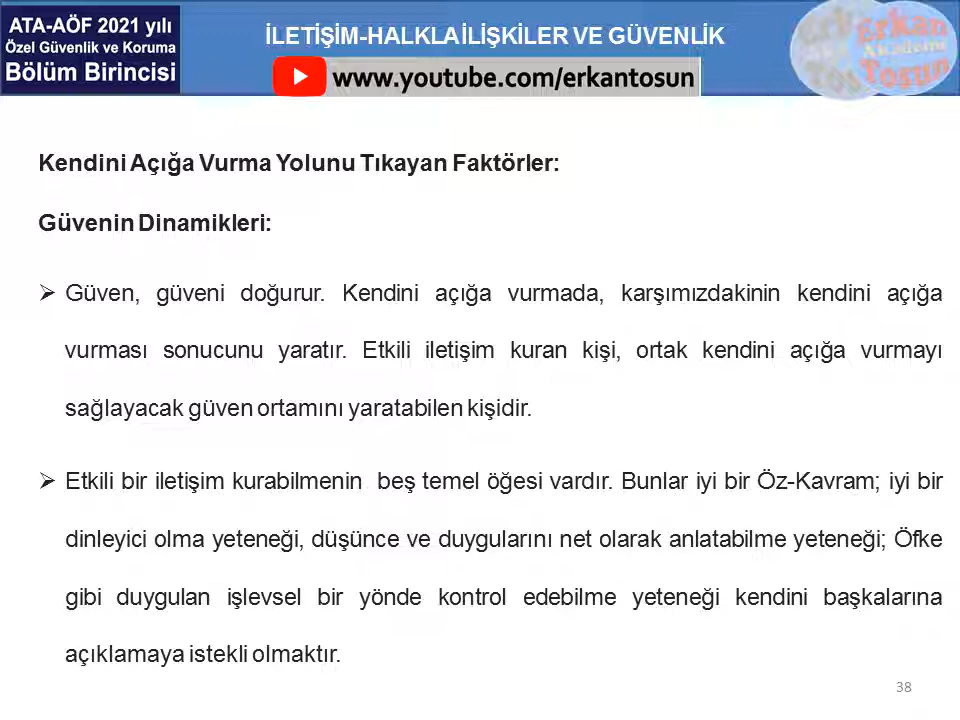 ATA-AÖF 2021 yılı
Özel Güvenlik ve Koruma
Bölüm Birincisi
İLETİŞİM-HALKLA İLİŞKİLER VE GÜVENLİK
www.youtube.com/erkantosun
Erkan
Akademi
Tosun
Kendini Açığa Vurma Yolunu Tıkayan Faktörler:
Güvenin Dinamikleri:
Güven, güveni doğurur. Kendini açığa vurmada, karşımızdakinin kendini açığa
vurması sonucunu yaratır. Etkili iletişim kuran kişi, ortak kendini açığa vurmayı
sağlayacak güven ortamını yaratabilen kişidir.
Etkili bir iletişim kurabilmenin beş temel öğesi vardır. Bunlar iyi bir Öz-Kavram; iyi bir
dinleyici olma yeteneği, düşünce ve duygularını net olarak anlatabilme yeteneği; Öfke
gibi duygulan işlevsel bir yönde kontrol edebilme yeteneği kendini başkalarına
açıklamaya istekli olmaktır.
38